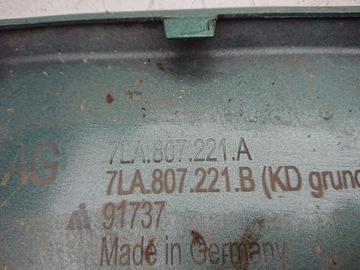 7LA.807.221.A
AG
7LA.807.221.B (KD grund
91737
Made in Germany